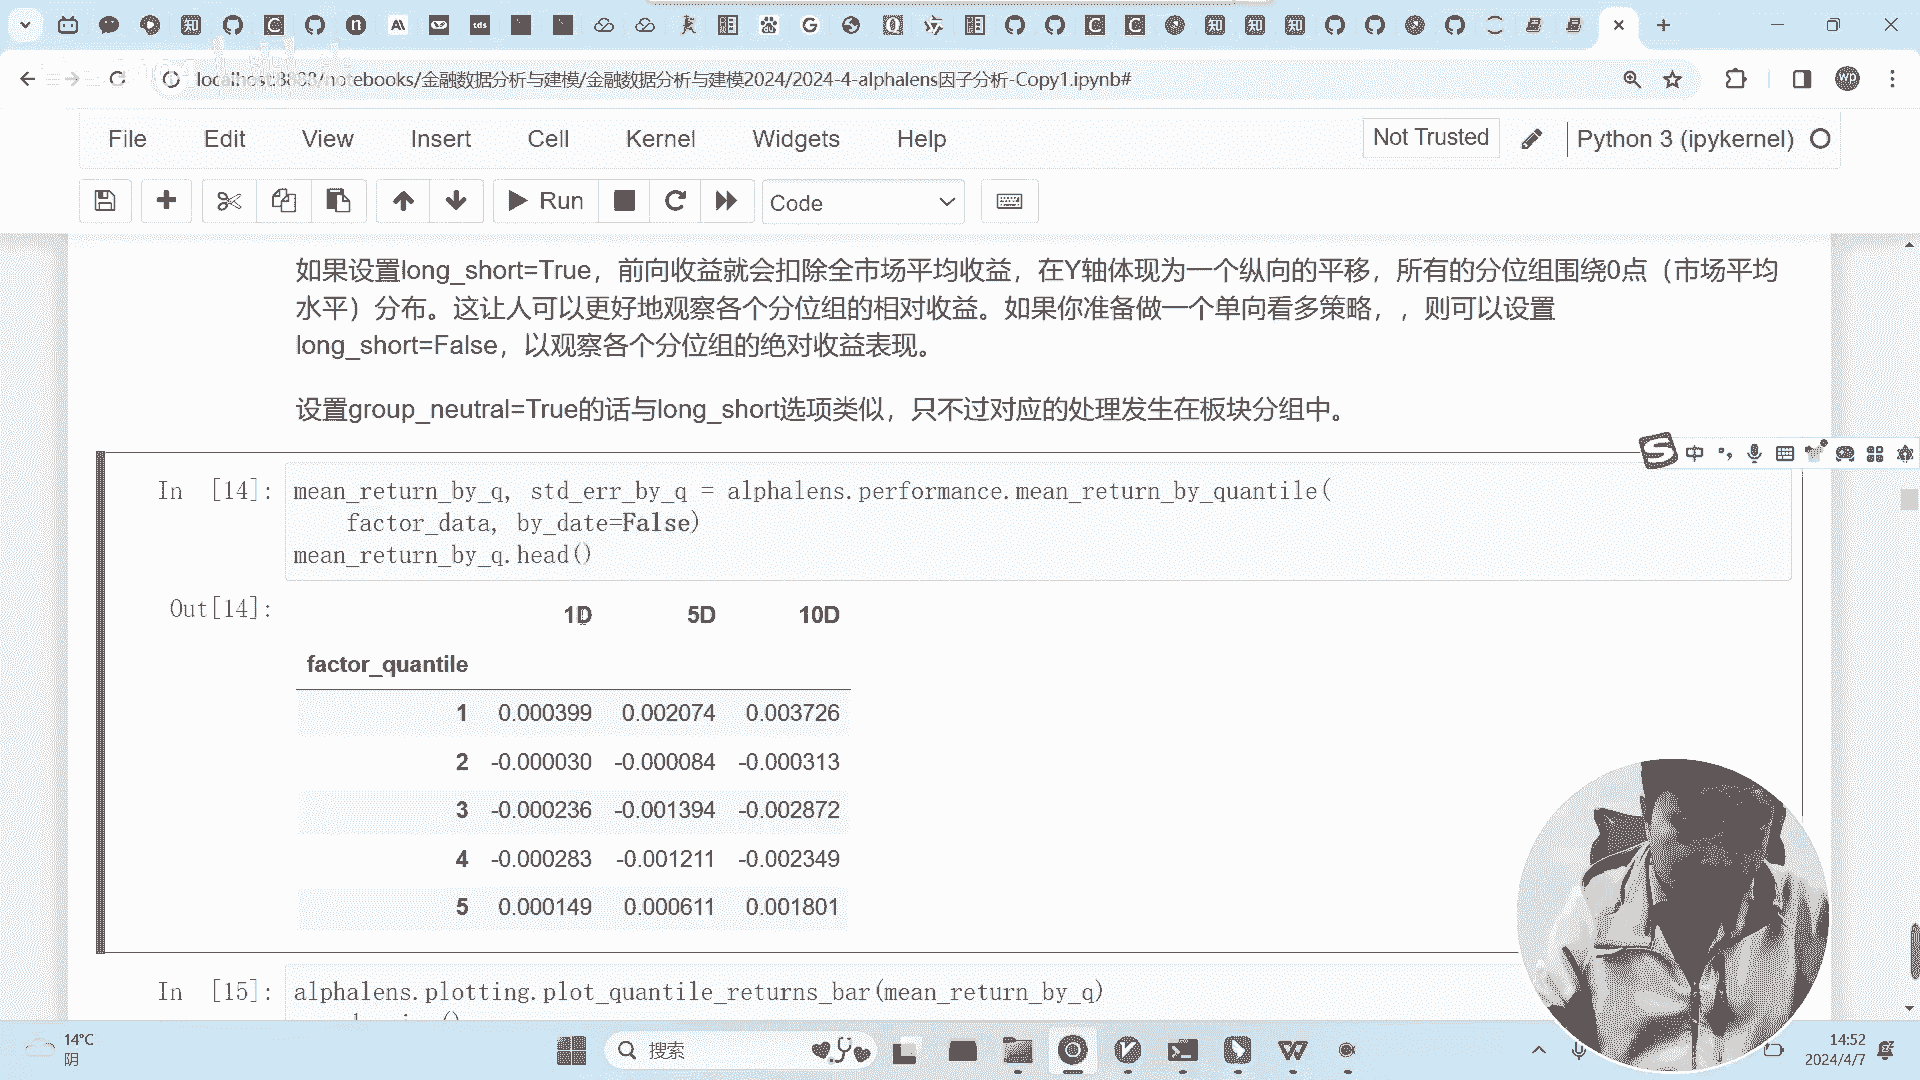 localhost:8888/notebooks/金融数据分析与建模/金融数据分析与建模2024/2024-4-alphalens因子分析-Copy1.ipynb#
File Edit View Insert Cell Kernel Widgets Help
Not Trusted
Python 3 (ipykernel)
Run
Code
如果设置long_short=True，前向收益就会扣除全市场平均收益，在Y轴体现为一个纵向的平移，所有的分位组围绕0点（市场平均
水平）分布。这让人可以更好地观察各个分位组的相对收益。如果你准备做一个单向看多策略，，则可以设置
long_short=False，以观察各个分位组的绝对收益表现。
设置group_neutral=True的话与long_short选项类似，只不过对应的处理发生在板块分组中。
In [14]: mean_return_by_q, std_err_by_q = alphalens.performance.mean_return_by_quantile(
factor_data, by_date=False)
mean_return_by_q.head()
Out[14]:
1D 5D 10D
factor_quantile
1 0.000399 0.002074 0.003726
2 -0.000030 -0.000084 -0.000313
3 -0.000236 -0.001394 -0.002872
4 -0.000283 -0.001211 -0.002349
5 0.000149 0.000611 0.001801
In [15]: alphalens.plotting.plot_quantile_returns_bar(mean_return_by_q)
中
14°C
阴
搜索
14:52
2024/4/7